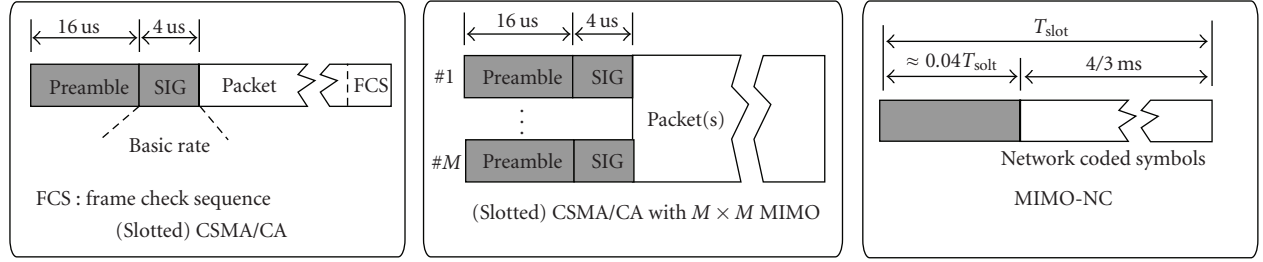 16 us
4 us
Preamble
SIG
Packet
FCS
Basic rate
FCS : frame check sequence
(Slotted) CSMA/CA
16 us
4 us
#1
Preamble
SIG
⋮
Packet(s)
#M
Preamble
SIG
(Slotted) CSMA/CA with M × M MIMO
T_slot
≈ 0.04T_solt
4/3 ms
Network coded symbols
MIMO-NC